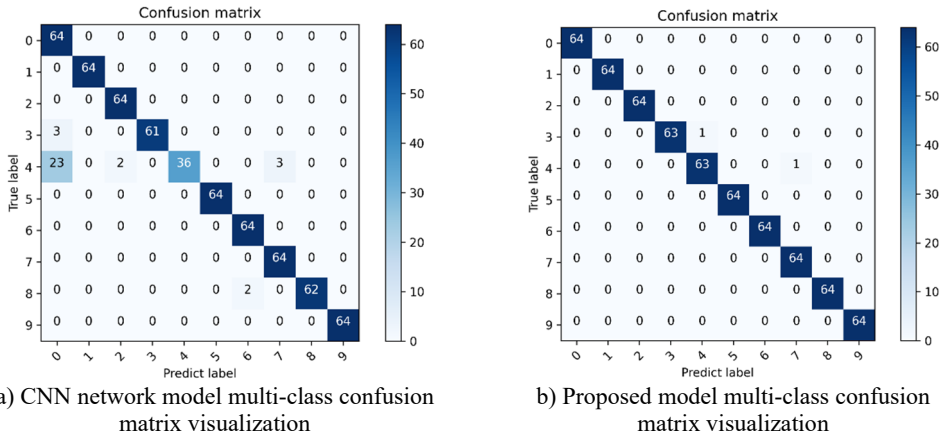 Confusion matrix
0 64 0 0 0 0 0 0 0 0 0
1 0 64 0 0 0 0 0 0 0 0
2 0 0 64 0 0 0 0 0 0 0
3 3 0 0 61 0 0 0 0 0 0
4 23 0 2 0 36 0 0 3 0 0
5 0 0 0 0 0 64 0 0 0 0
6 0 0 0 0 0 0 64 0 0 0
7 0 0 0 0 0 0 0 64 0 0
8 0 0 0 0 0 0 2 0 62 0
9 0 0 0 0 0 0 0 0 0 64
0 1 2 3 4 5 6 7 8 9
True label
Predict label
60
50
40
30
20
10
0
a) CNN network model multi-class confusion
matrix visualization
Confusion matrix
0 64 0 0 0 0 0 0 0 0 0
1 0 64 0 0 0 0 0 0 0 0
2 0 0 64 0 0 0 0 0 0 0
3 0 0 0 63 1 0 0 0 0 0
4 0 0 0 0 63 0 0 1 0 0
5 0 0 0 0 0 64 0 0 0 0
6 0 0 0 0 0 0 64 0 0 0
7 0 0 0 0 0 0 0 64 0 0
8 0 0 0 0 0 0 0 0 64 0
9 0 0 0 0 0 0 0 0 0 64
0 1 2 3 4 5 6 7 8 9
True label
Predict label
60
50
40
30
20
10
0
b) Proposed model multi-class confusion
matrix visualization